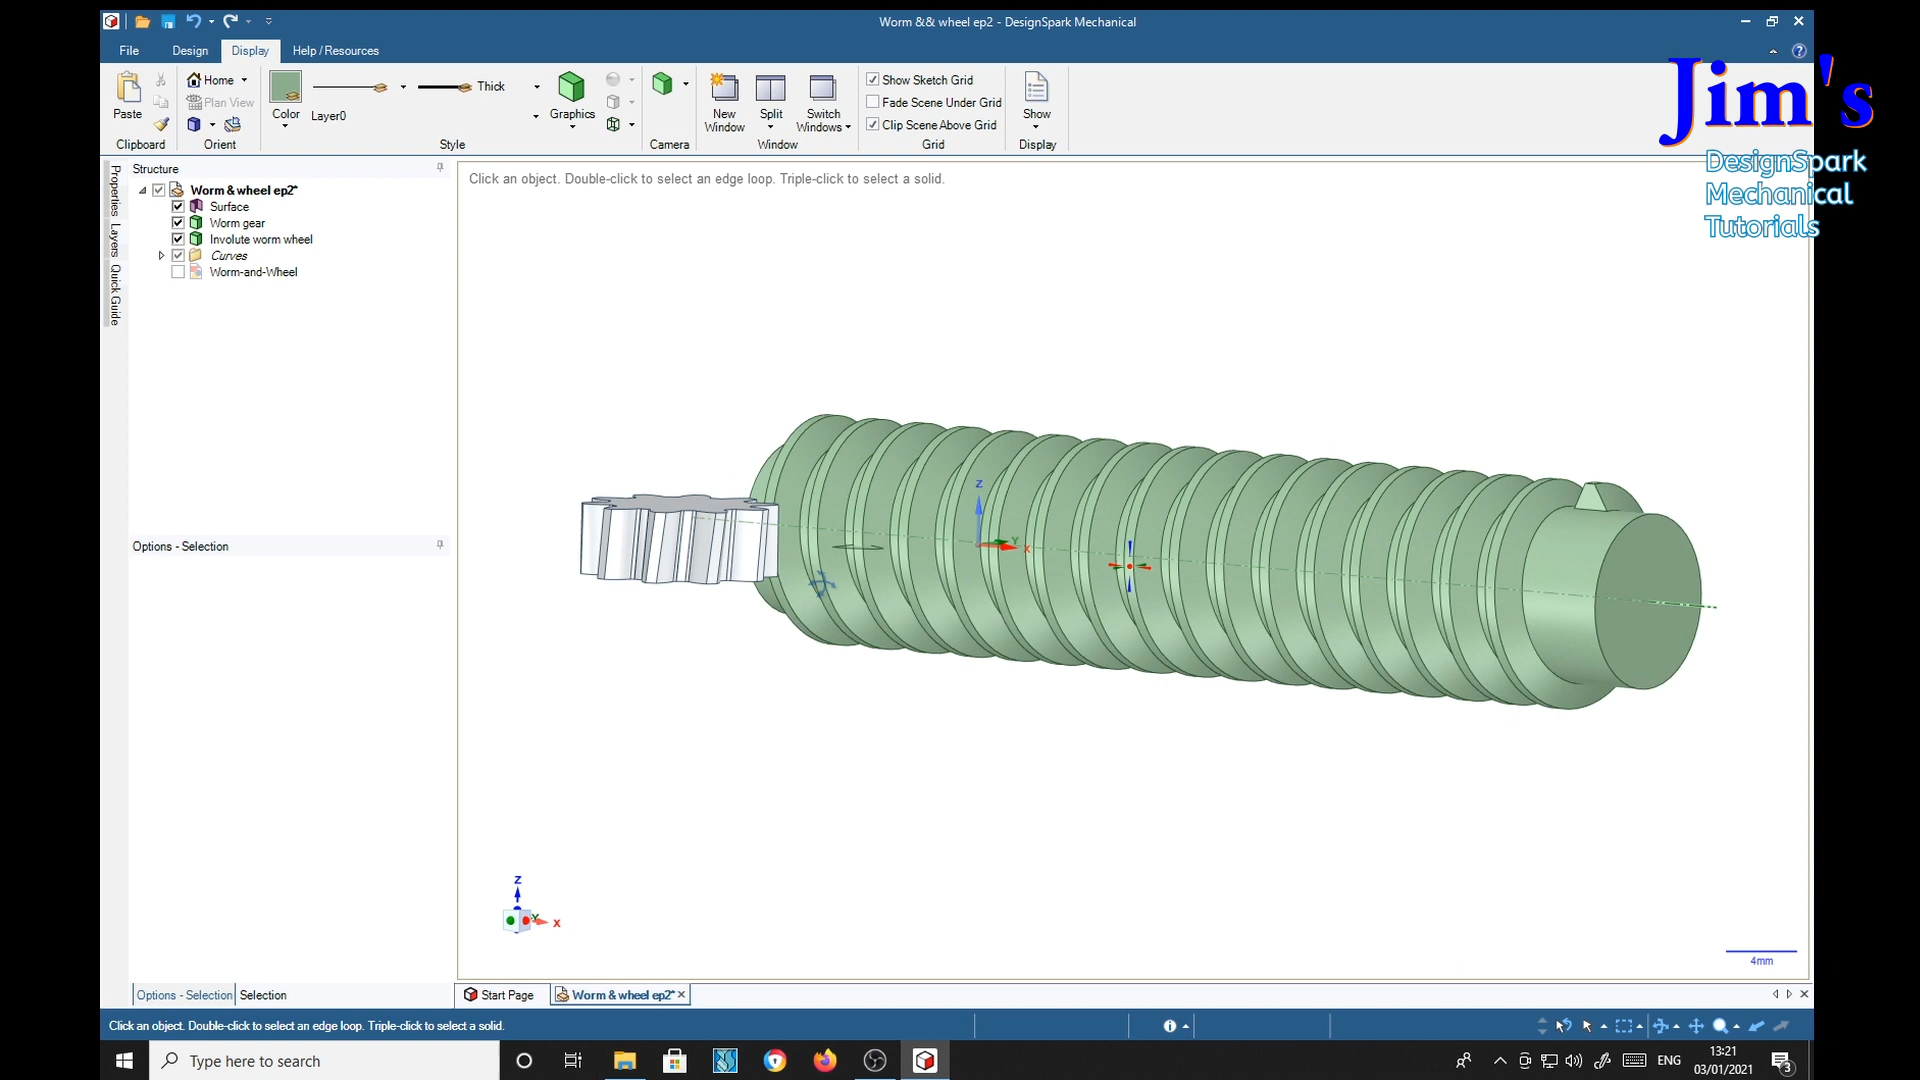 Worm && wheel ep2 - DesignSpark Mechanical
File Design Display Help / Resources
Paste
Clipboard
Home
Plan View
Orient
Color
Layer0
Thick
Style
Graphics
Camera
New Window
Split
Switch Windows
Window
Show Sketch Grid
Fade Scene Under Grid
Clip Scene Above Grid
Grid
Show
Display
Jim's
DesignSpark
Mechanical
Tutorials
Properties
Layers
Quick Guide
Structure
Worm & wheel ep2*
Surface
Worm gear
Involute worm wheel
Curves
Worm-and-Wheel
Click an object. Double-click to select an edge loop. Triple-click to select a solid.
Z
Y
X
Options - Selection
Z
Y
X
4mm
Options - Selection Selection
Start Page Worm & wheel ep2*
Click an object. Double-click to select an edge loop. Triple-click to select a solid.
Type here to search
ENG
13:21
03/01/2021
3